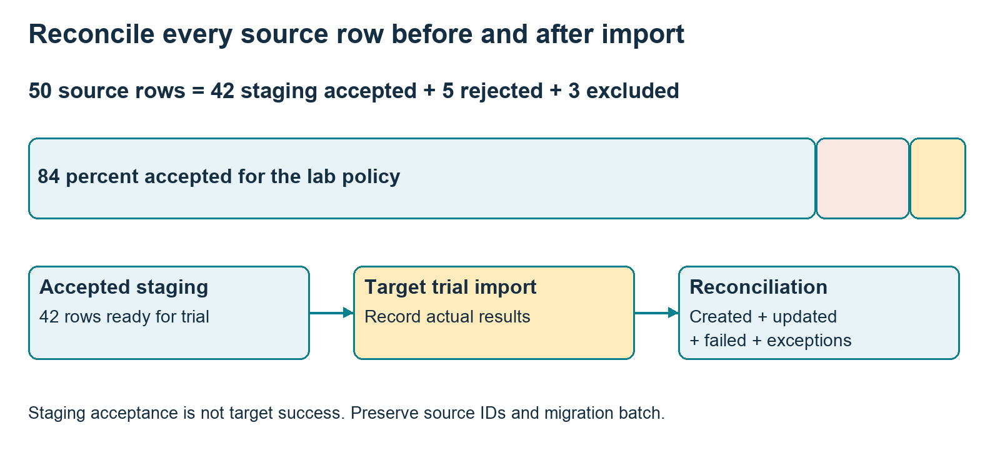 Reconcile every source row before and after import
50 source rows = 42 staging accepted + 5 rejected + 3 excluded
84 percent accepted for the lab policy
Accepted staging
42 rows ready for trial
Target trial import
Record actual results
Reconciliation
Created + updated
+ failed + exceptions
Staging acceptance is not target success. Preserve source IDs and migration batch.